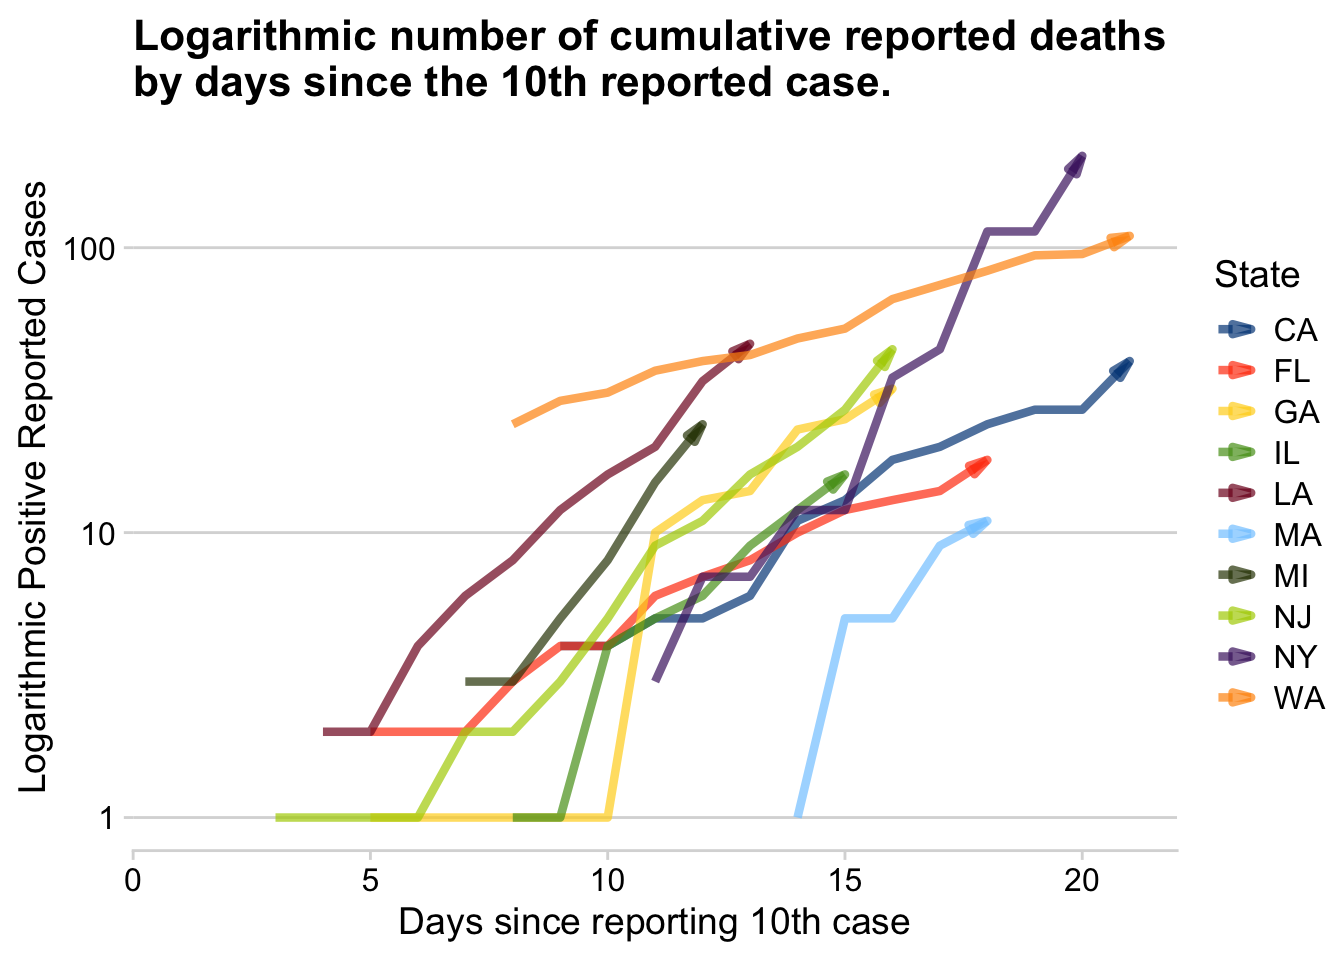 Logarithmic number of cumulative reported deaths
by days since the 10th reported case.
Logarithmic Positive Reported Cases
100
10
1
0 5 10 15 20
Days since reporting 10th case
State
CA
FL
GA
IL
LA
MA
MI
NJ
NY
WA